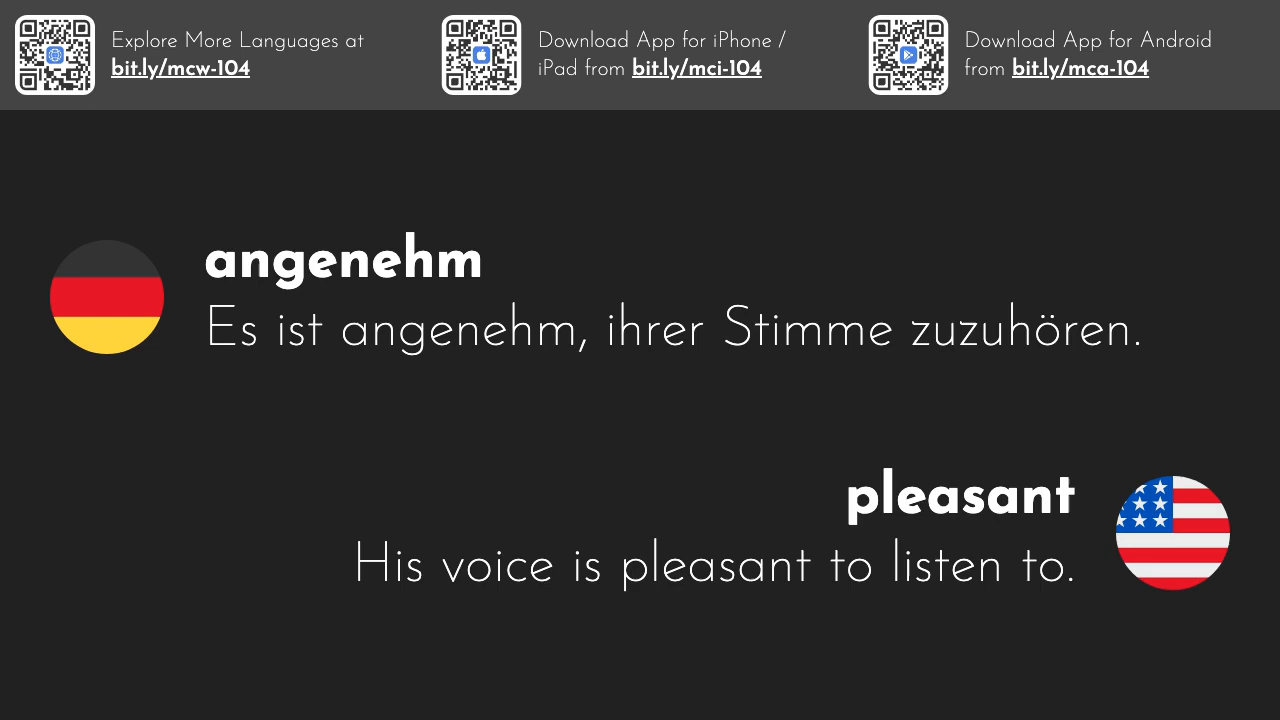 Explore More Languages at
bit.ly/mcw-104
Download App for iPhone /
iPad from bit.ly/mci-104
Download App for Android
from bit.ly/mca-104
angenehm
Es ist angenehm, ihrer Stimme zuzuhören.
pleasant
His voice is pleasant to listen to.